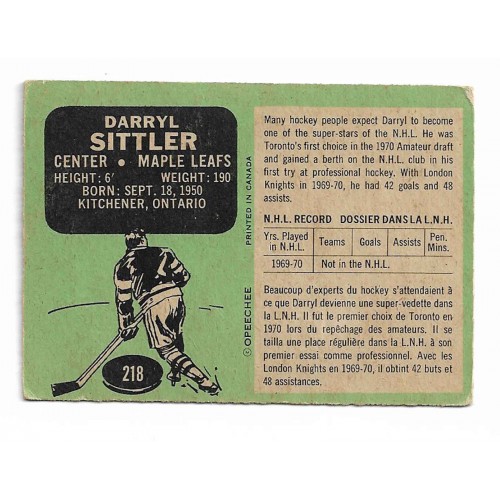 DARRYL
SITTLER
CENTER • MAPLE LEAFS
HEIGHT: 6' WEIGHT: 190
BORN: SEPT. 18, 1950
KITCHENER, ONTARIO
218
© OPEECHEE PRINTED IN CANADA
Many hockey people expect Darryl to become
one of the super-stars of the N.H.L. He was
Toronto's first choice in the 1970 Amateur draft
and gained a berth on the N.H.L. club in his
first try at professional hockey. With London
Knights in 1969-70, he had 42 goals and 48
assists.
N.H.L. RECORD DOSSIER DANS LA L.N.H.
Yrs. Played in N.H.L. Teams Goals Assists Pen. Mins.
1969-70 Not in the N.H.L.
Beaucoup d'experts du hockey s'attendaient à
ce que Darryl devienne une super-vedette dans
la L.N.H. Il fut le premier choix de Toronto en
1970 lors du repêchage des amateurs. Il se
tailla une place régulière dans la L.N.H. à son
premier essai comme professionnel. Avec les
London Knights en 1969-70, il obtint 42 buts et
48 assistances.